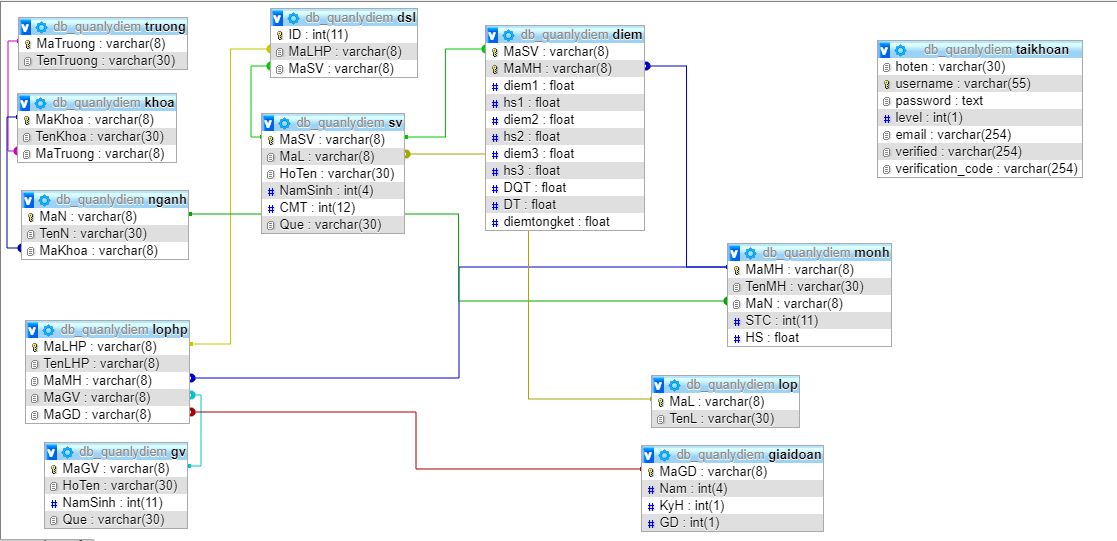 db_quanlydiem truong
MaTruong : varchar(8)
TenTruong : varchar(30)
db_quanlydiem khoa
MaKhoa : varchar(8)
TenKhoa : varchar(30)
MaTruong : varchar(8)
db_quanlydiem nganh
MaN : varchar(8)
TenN : varchar(30)
MaKhoa : varchar(8)
db_quanlydiem dsl
ID : int(11)
MaLHP : varchar(8)
MaSV : varchar(8)
db_quanlydiem sv
MaSV : varchar(8)
MaL : varchar(8)
HoTen : varchar(30)
NamSinh : int(4)
CMT : int(12)
Que : varchar(30)
db_quanlydiem diem
MaSV : varchar(8)
MaMH : varchar(8)
diem1 : float
hs1 : float
diem2 : float
hs2 : float
diem3 : float
hs3 : float
DQT : float
DT : float
diemtongket : float
db_quanlydiem taikhoan
hoten : varchar(30)
username : varchar(55)
password : text
level : int(1)
email : varchar(254)
verified : varchar(254)
verification_code : varchar(254)
db_quanlydiem monh
MaMH : varchar(8)
TenMH : varchar(30)
MaN : varchar(8)
STC : int(11)
HS : float
db_quanlydiem lophp
MaLHP : varchar(8)
TenLHP : varchar(8)
MaMH : varchar(8)
MaGV : varchar(8)
MaGD : varchar(8)
db_quanlydiem lop
MaL : varchar(8)
TenL : varchar(30)
db_quanlydiem gv
MaGV : varchar(8)
HoTen : varchar(30)
NamSinh : int(11)
Que : varchar(30)
db_quanlydiem giaidoan
MaGD : varchar(8)
Nam : int(4)
KyH : int(1)
GD : int(1)